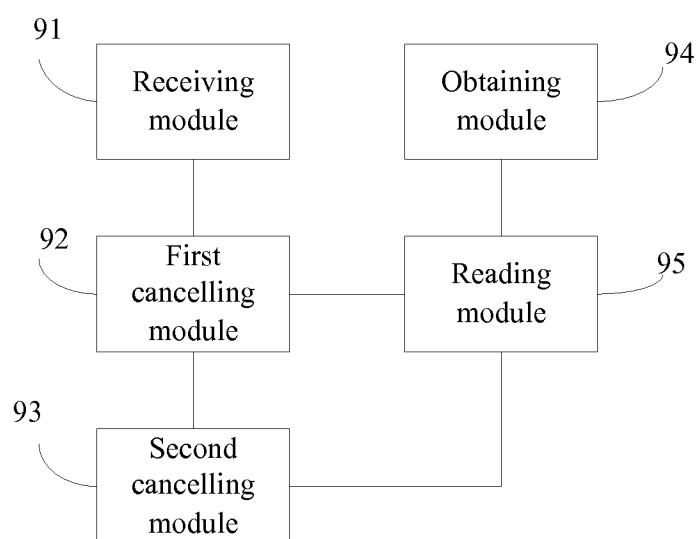 91
Receiving
module
94
Obtaining
module
92
First
cancelling
module
95
Reading
module
93
Second
cancelling
module